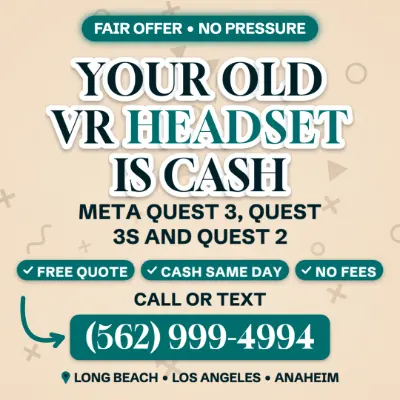 FAIR OFFER • NO PRESSURE
YOUR OLD
VR HEADSET
IS CASH
META QUEST 3, QUEST
3S AND QUEST 2
✓ FREE QUOTE ✓ CASH SAME DAY ✓ NO FEES
CALL OR TEXT
(562) 999-4994
LONG BEACH • LOS ANGELES • ANAHEIM